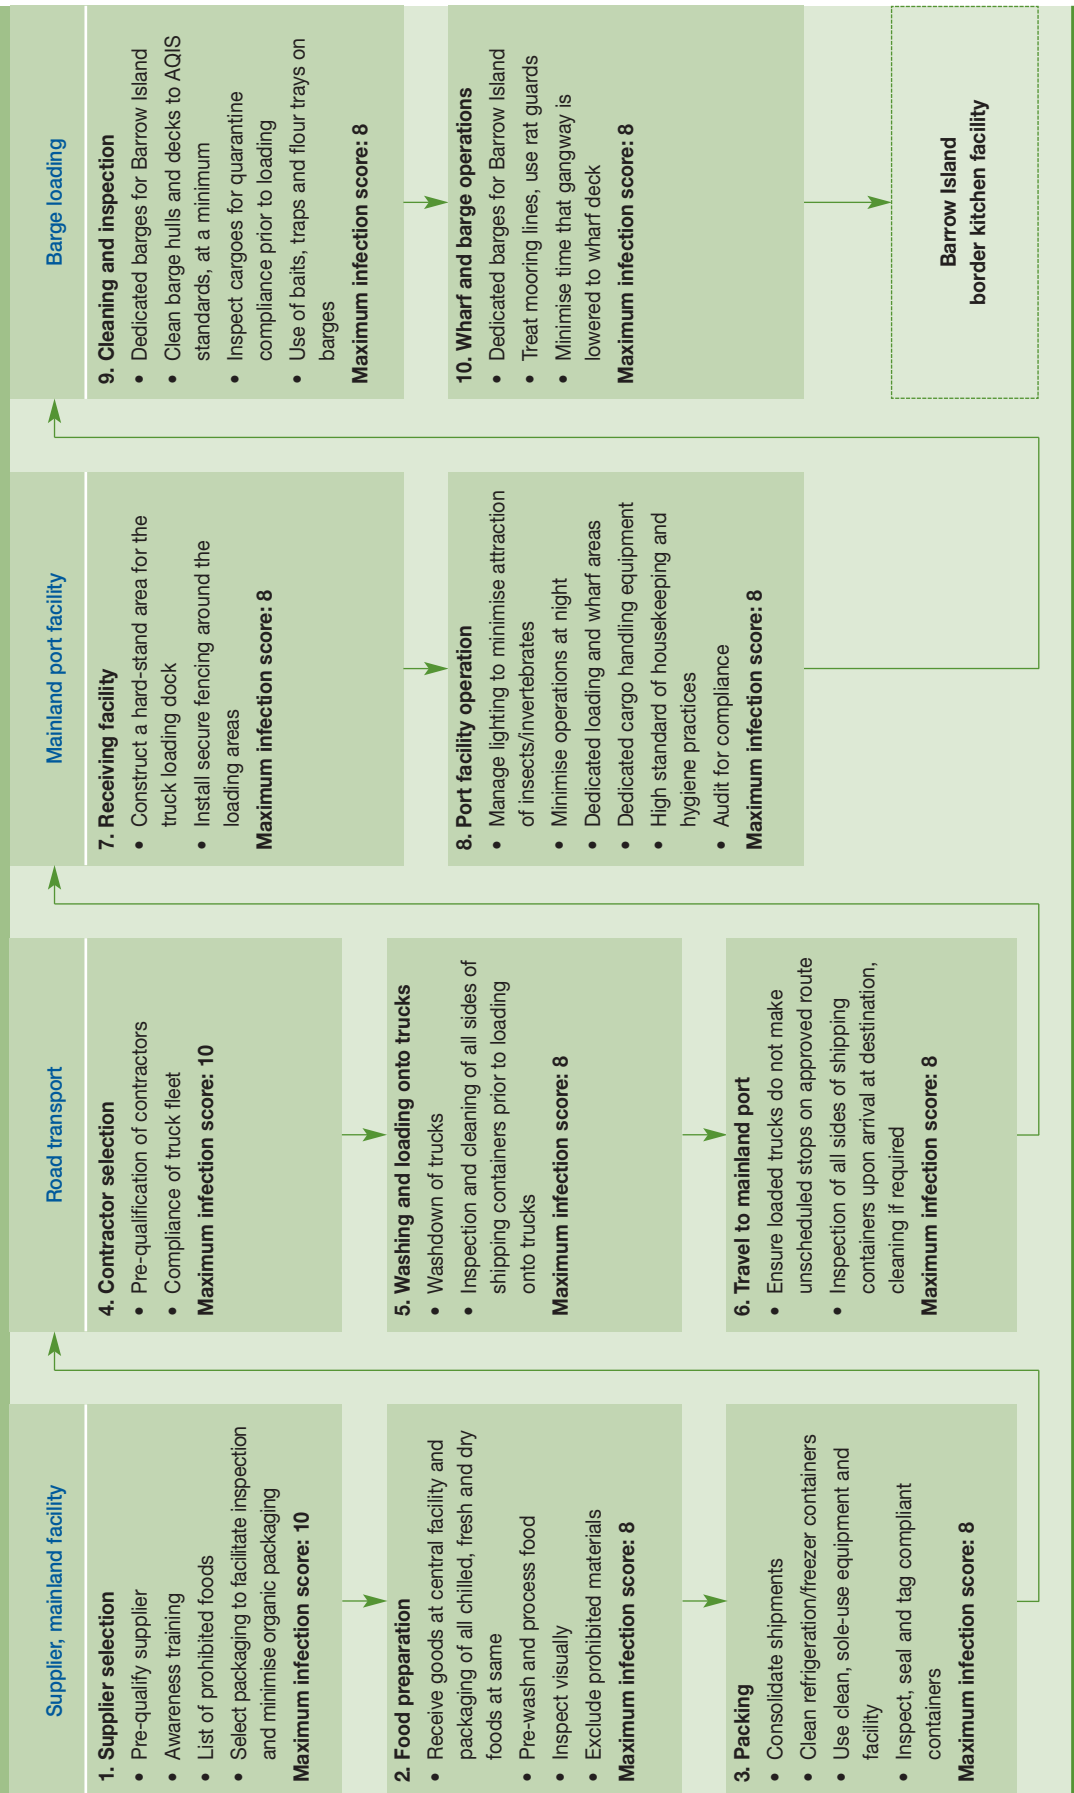 Supplier, mainland facility
1. Supplier selection
• Pre-qualify supplier
• Awareness training
• List of prohibited foods
• Select packaging to facilitate inspection
and minimise organic packaging
Maximum infection score: 10
2. Food preparation
• Receive goods at central facility and
packaging of all chilled, fresh and dry
foods at same
• Pre-wash and process food
• Inspect visually
• Exclude prohibited materials
Maximum infection score: 8
3. Packing
• Consolidate shipments
• Clean refrigeration/freezer containers
• Use clean, sole-use equipment and
facility
• Inspect, seal and tag compliant
containers
Maximum infection score: 8
Road transport
4. Contractor selection
• Pre-qualification of contractors
• Compliance of truck fleet
Maximum infection score: 10
5. Washing and loading onto trucks
• Washdown of trucks
• Inspection and cleaning of all sides of
shipping containers prior to loading
onto trucks
Maximum infection score: 8
6. Travel to mainland port
• Ensure loaded trucks do not make
unscheduled stops on approved route
• Inspection of all sides of shipping
containers upon arrival at destination,
cleaning if required
Maximum infection score: 8
Mainland port facility
7. Receiving facility
• Construct a hard-stand area for the
truck loading dock
• Install secure fencing around the
loading areas
Maximum infection score: 8
8. Port facility operation
• Manage lighting to minimise attraction
of insects/invertebrates
• Minimise operations at night
• Dedicated loading and wharf areas
• Dedicated cargo handling equipment
• High standard of housekeeping and
hygiene practices
• Audit for compliance
Maximum infection score: 8
Barge loading
9. Cleaning and inspection
• Dedicated barges for Barrow Island
• Clean barge hulls and decks to AQIS
standards, at a minimum
• Inspect cargoes for quarantine
compliance prior to loading
• Use of baits, traps and flour trays on
barges
Maximum infection score: 8
10. Wharf and barge operations
• Dedicated barges for Barrow Island
• Treat mooring lines, use rat guards
• Minimise time that gangway is
lowered to wharf deck
Maximum infection score: 8
Barrow Island
border kitchen facility